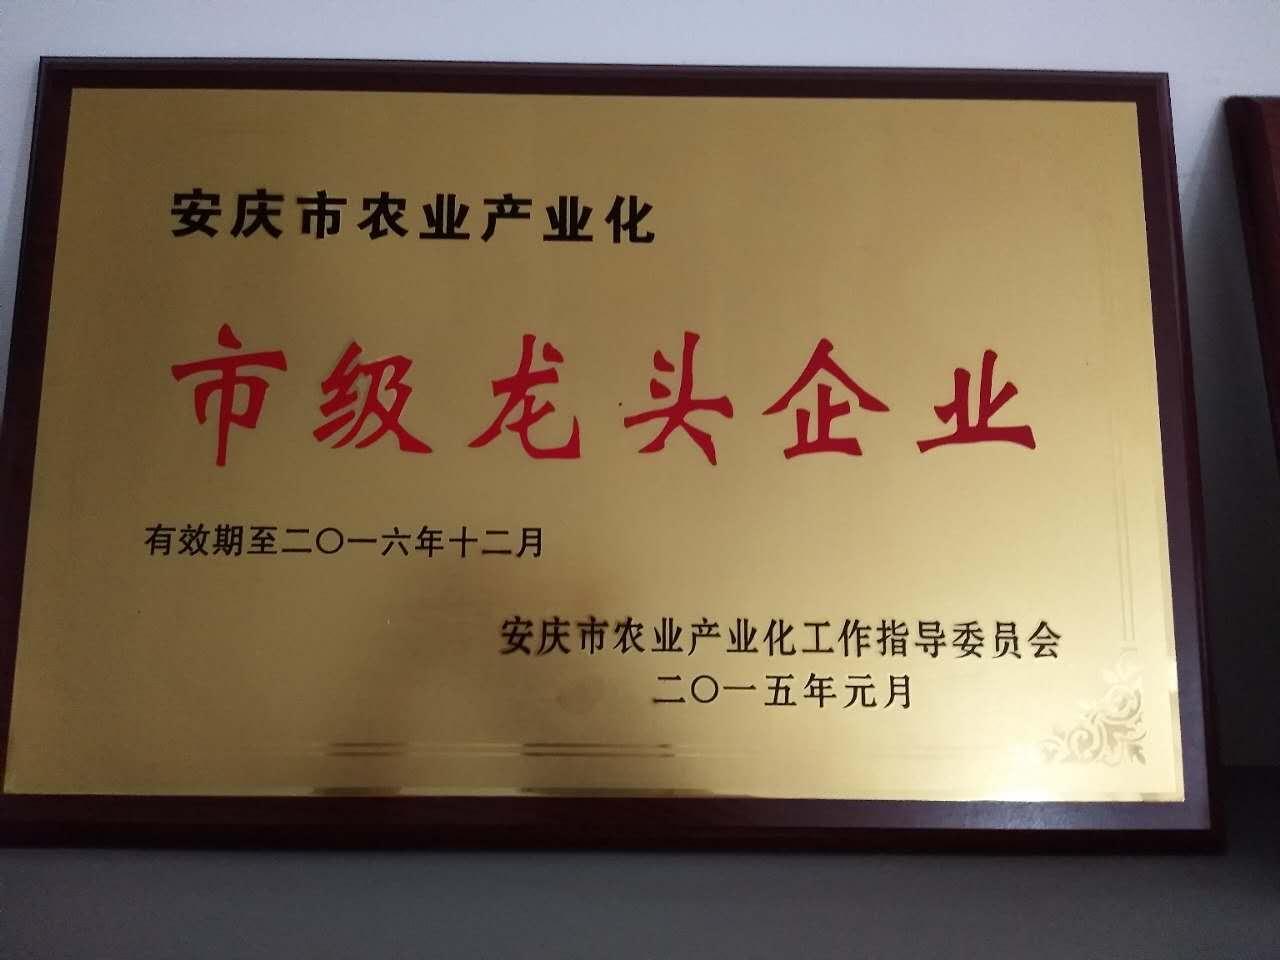 安庆市农业产业化
市级龙头企业
有效期至二〇一六年十二月
安庆市农业产业化工作指导委员会
二〇一五年元月